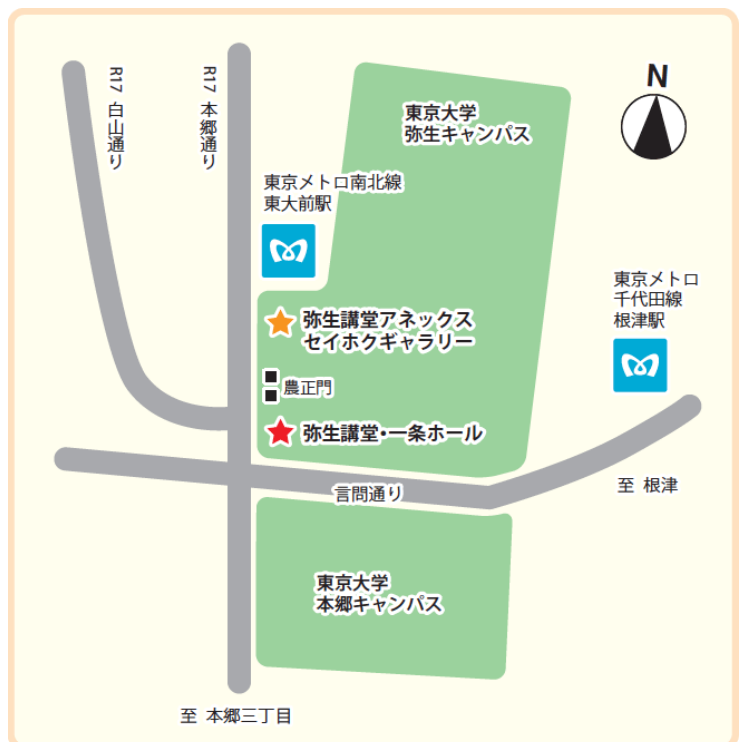 R17 白山通り
R17 本郷通り
東京大学
弥生キャンパス
N
東京メトロ南北線
東大前駅
東京メトロ
千代田線
根津駅
弥生講堂アネックス
セイホクギャラリー
農正門
弥生講堂・一条ホール
至 根津
言問通り
東京大学
本郷キャンパス
至 本郷三丁目